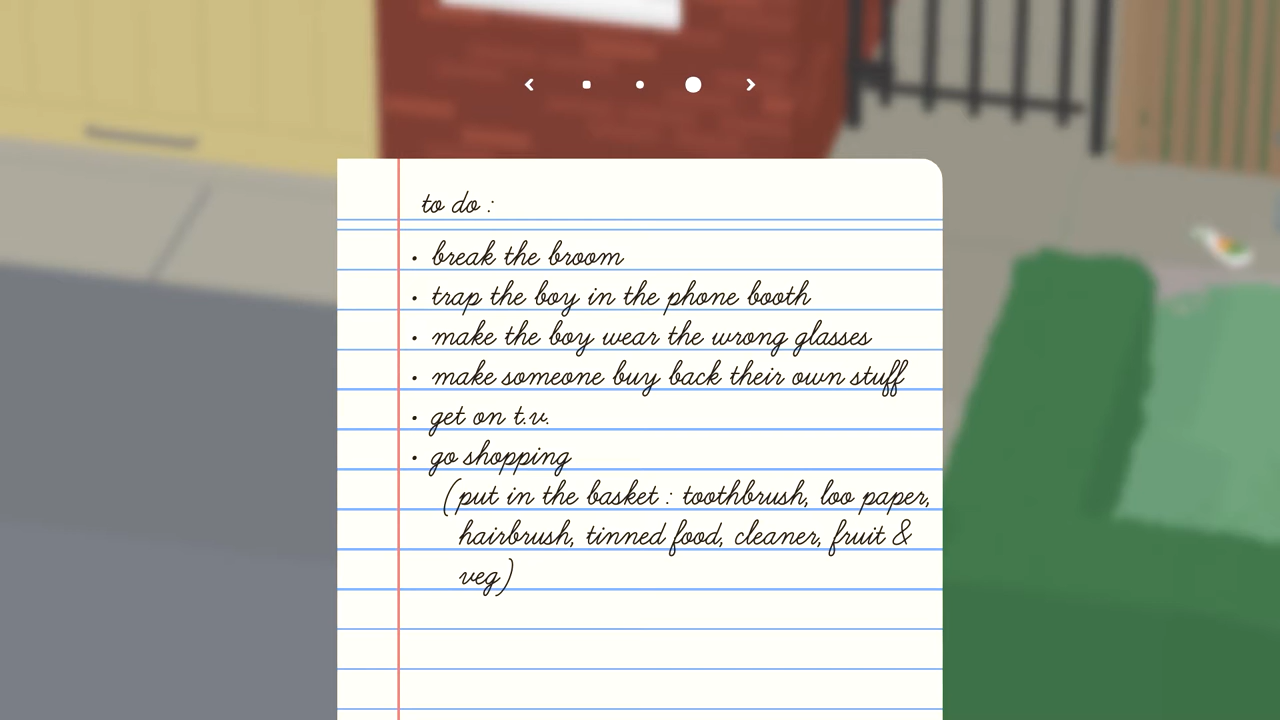 to do :
• break the broom
• trap the boy in the phone booth
• make the boy wear the wrong glasses
• make someone buy back their own stuff
• get on t.v.
• go shopping
(put in the basket : toothbrush, loo paper,
hairbrush, tinned food, cleaner, fruit &
veg)